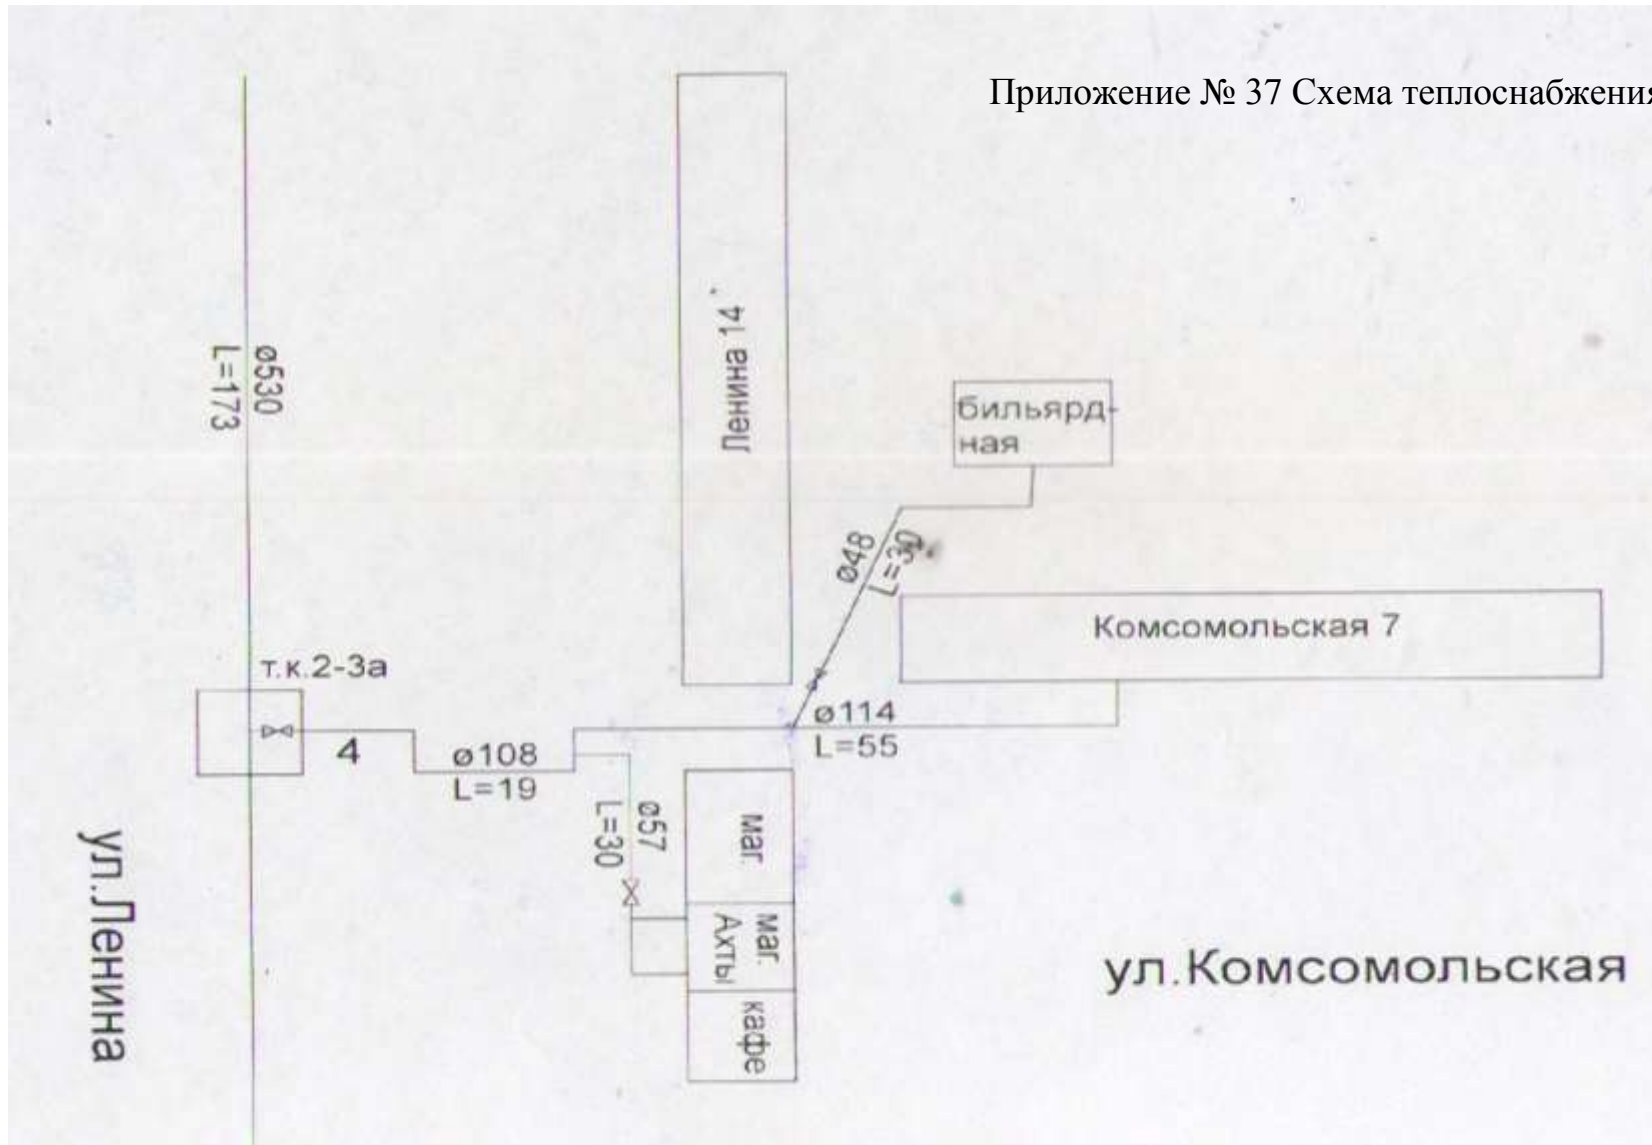 Приложение № 37 Схема теплоснабжения
ø530
L=173
Ленина 14
бильярд-
ная
ø48
L=30
Комсомольская 7
т.к.2-3а
4
ø108
L=19
ø114
L=55
ø57
L=30
маг.
маг.
Ахты
кафе
ул.Ленина
ул.Комсомольская